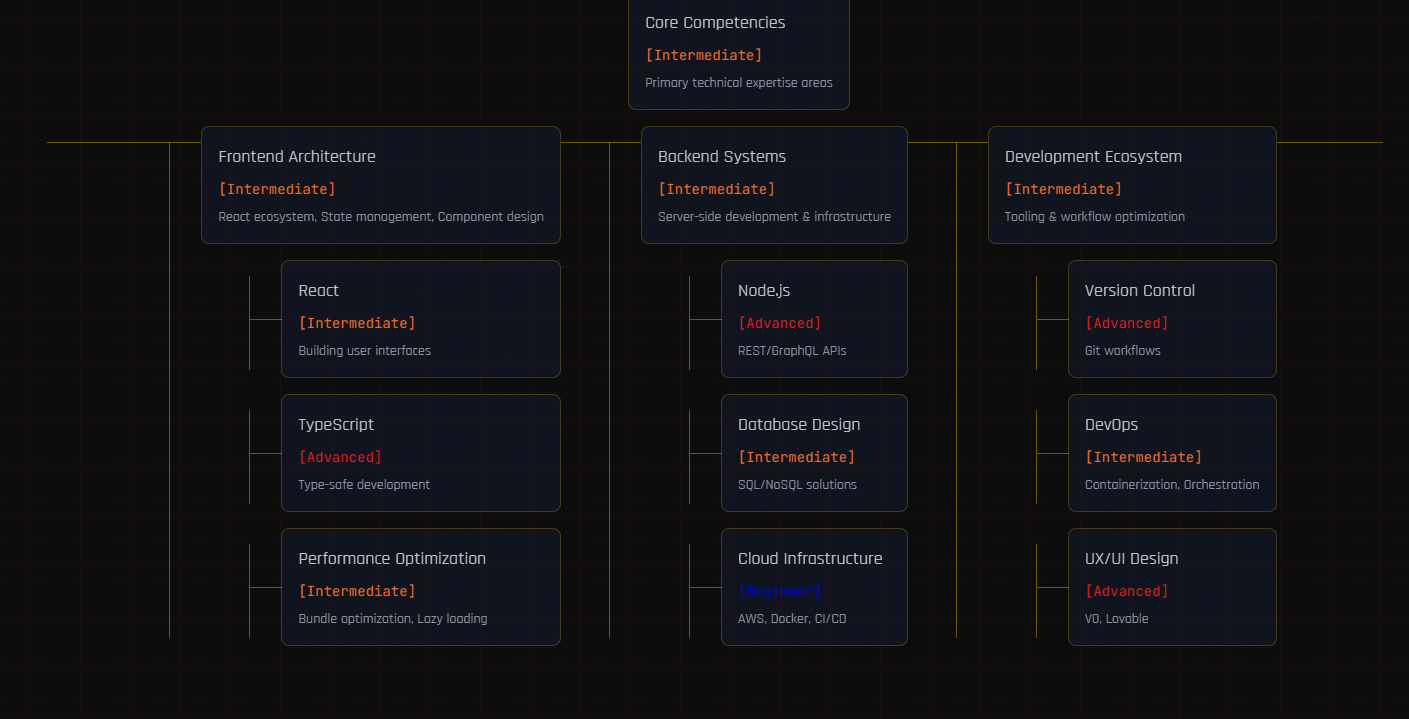 Core Competencies
[Intermediate]
Primary technical expertise areas
Frontend Architecture
[Intermediate]
React ecosystem, State management, Component design
React
[Intermediate]
Building user interfaces
TypeScript
[Advanced]
Type-safe development
Performance Optimization
[Intermediate]
Bundle optimization, Lazy loading
Backend Systems
[Intermediate]
Server-side development & infrastructure
Node.js
[Advanced]
REST/GraphQL APIs
Database Design
[Intermediate]
SQL/NoSQL solutions
Cloud Infrastructure
[Beginner]
AWS, Docker, CI/CD
Development Ecosystem
[Intermediate]
Tooling & workflow optimization
Version Control
[Advanced]
Git workflows
DevOps
[Intermediate]
Containerization, Orchestration
UX/UI Design
[Advanced]
V0, Lovable